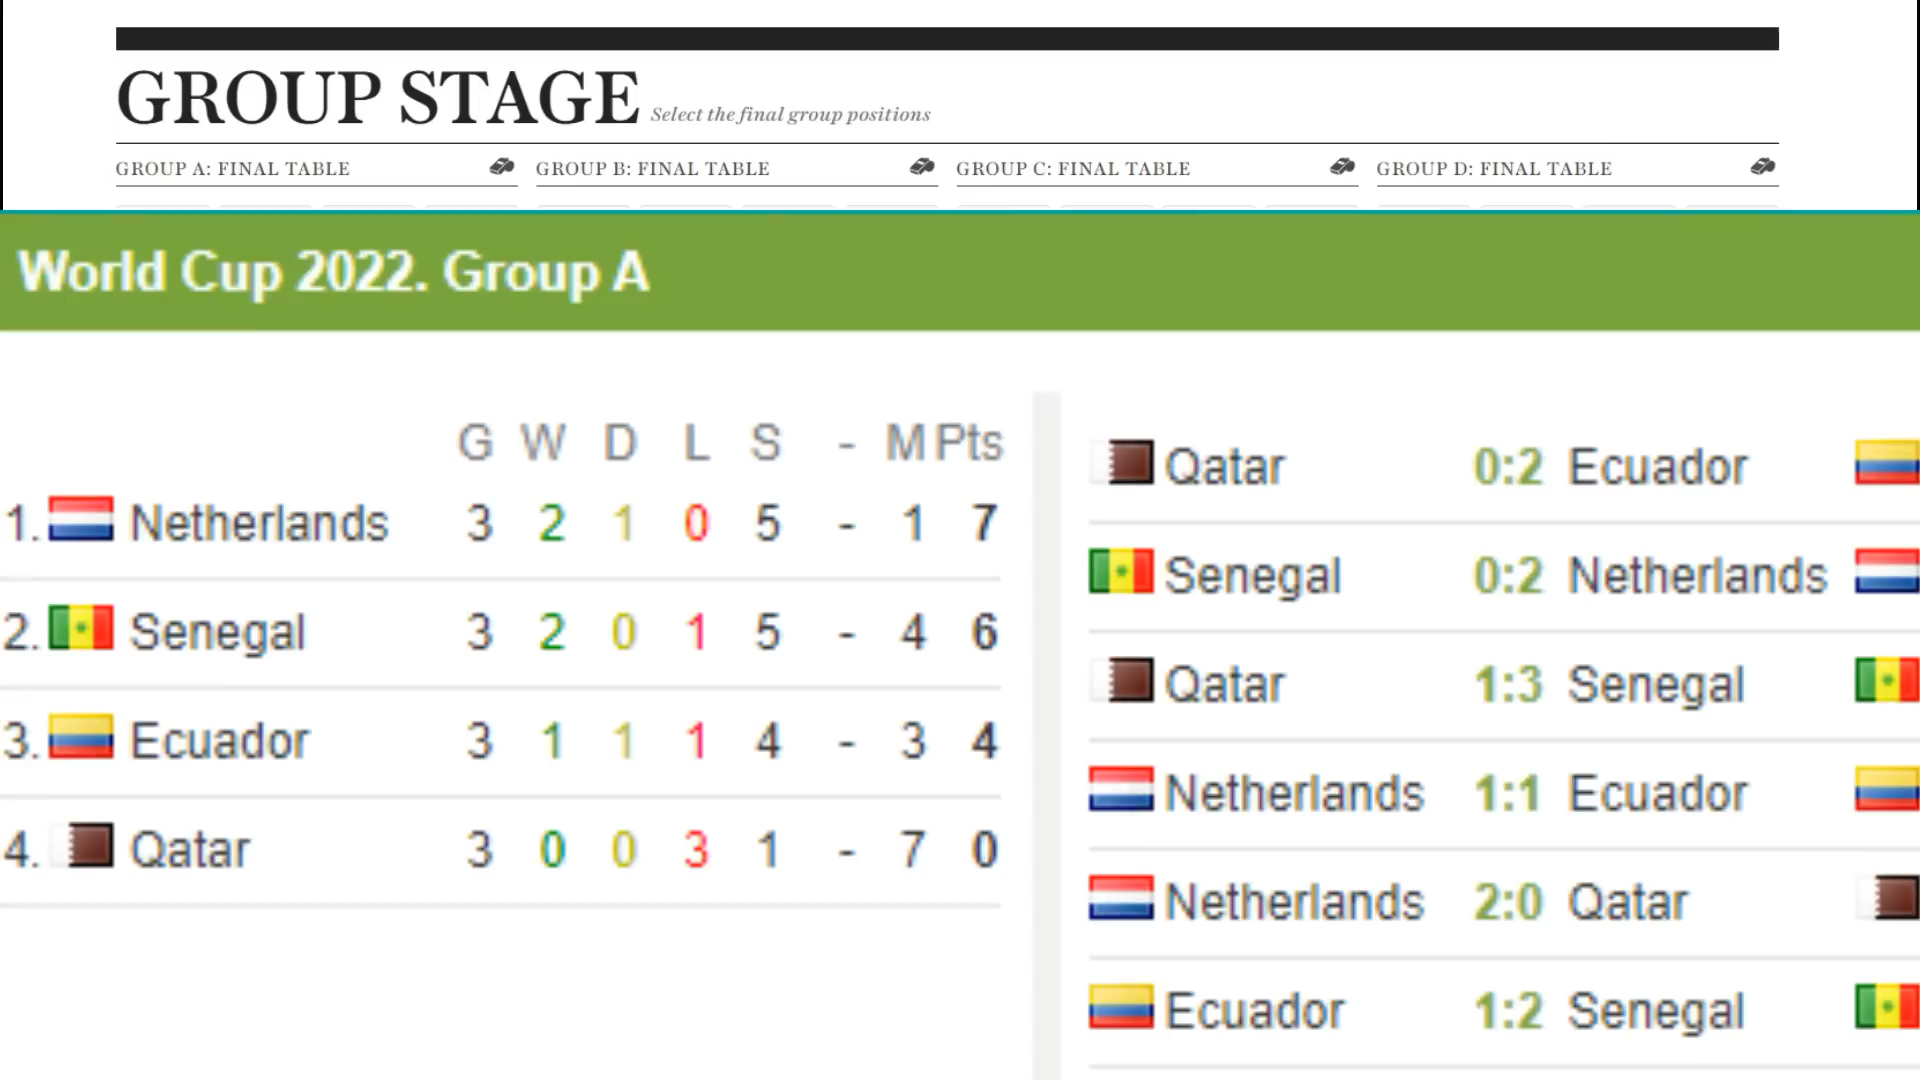 GROUP STAGE Select the final group positions
GROUP A: FINAL TABLE GROUP B: FINAL TABLE GROUP C: FINAL TABLE GROUP D: FINAL TABLE
World Cup 2022. Group A
G W D L S - M Pts
1. Netherlands 3 2 1 0 5 - 1 7
2. Senegal 3 2 0 1 5 - 4 6
3. Ecuador 3 1 1 1 4 - 3 4
4. Qatar 3 0 0 3 1 - 7 0
Qatar 0:2 Ecuador
Senegal 0:2 Netherlands
Qatar 1:3 Senegal
Netherlands 1:1 Ecuador
Netherlands 2:0 Qatar
Ecuador 1:2 Senegal